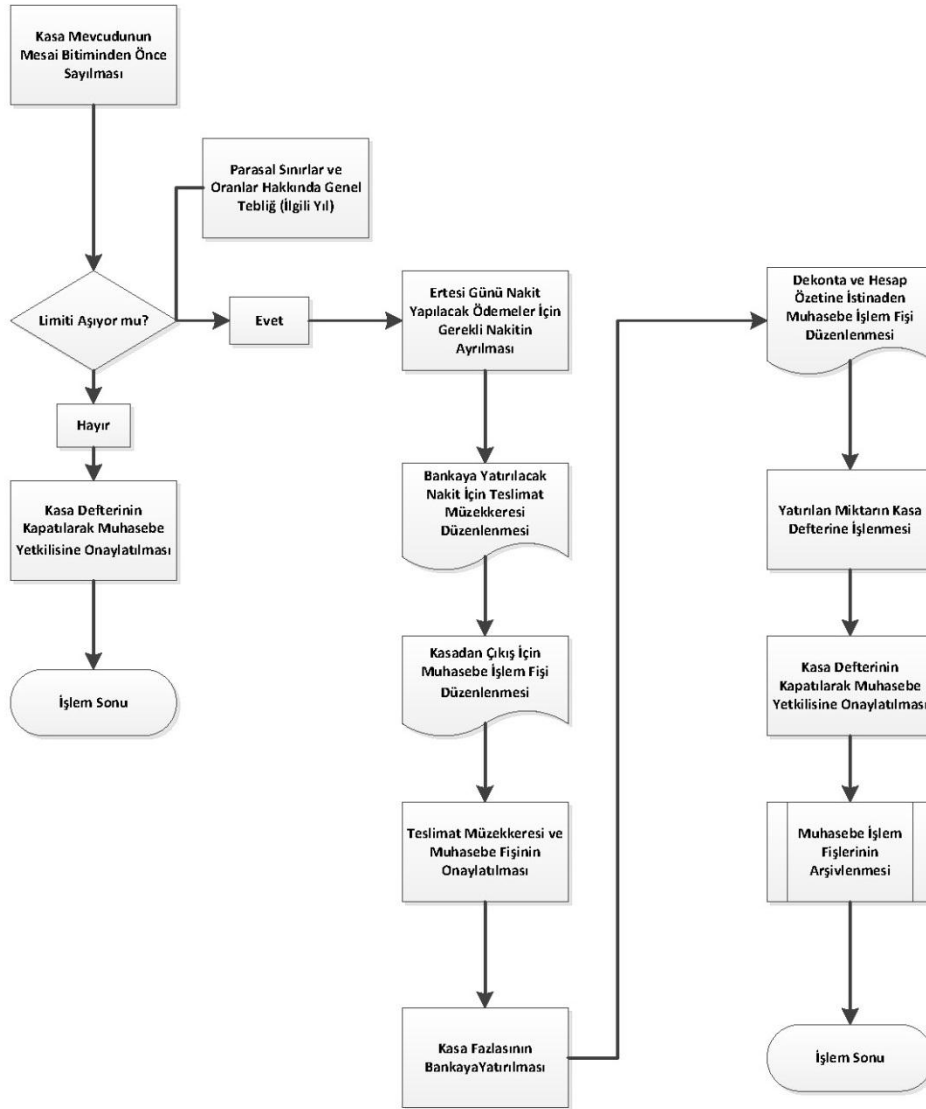 Kasa Mevcudunun
Mesai Bitiminden Önce
Sayılması
Parasal Sınırlar ve
Oranlar Hakkında Genel
Tebliğ (İlgili Yıl)
Limiti Aşıyor mu?
Evet
Hayır
Kasa Defterinin
Kapatılarak Muhasebe
Yetkilisine Onaylatılması
İşlem Sonu
Ertesi Günü Nakit
Yapılacak Ödemeler İçin
Gerekli Nakitin
Ayrılması
Bankaya Yatırılacak
Nakit İçin Teslimat
Müzekkeresi
Düzenlenmesi
Kasadan Çıkış İçin
Muhasebe İşlem Fişi
Düzenlenmesi
Teslimat Müzekkeresi ve
Muhasebe Fişinin
Onaylatılması
Kasa Fazlasının
BankayaYatırılması
Dekonta ve Hesap
Özetine İstinaden
Muhasebe İşlem Fişi
Düzenlenmesi
Yatırılan Miktarın Kasa
Defterine İşlenmesi
Kasa Defterinin
Kapatılarak Muhasebe
Yetkilisine Onaylatılması
Muhasebe İşlem
Fişlerinin
Arşivlenmesi
İşlem Sonu